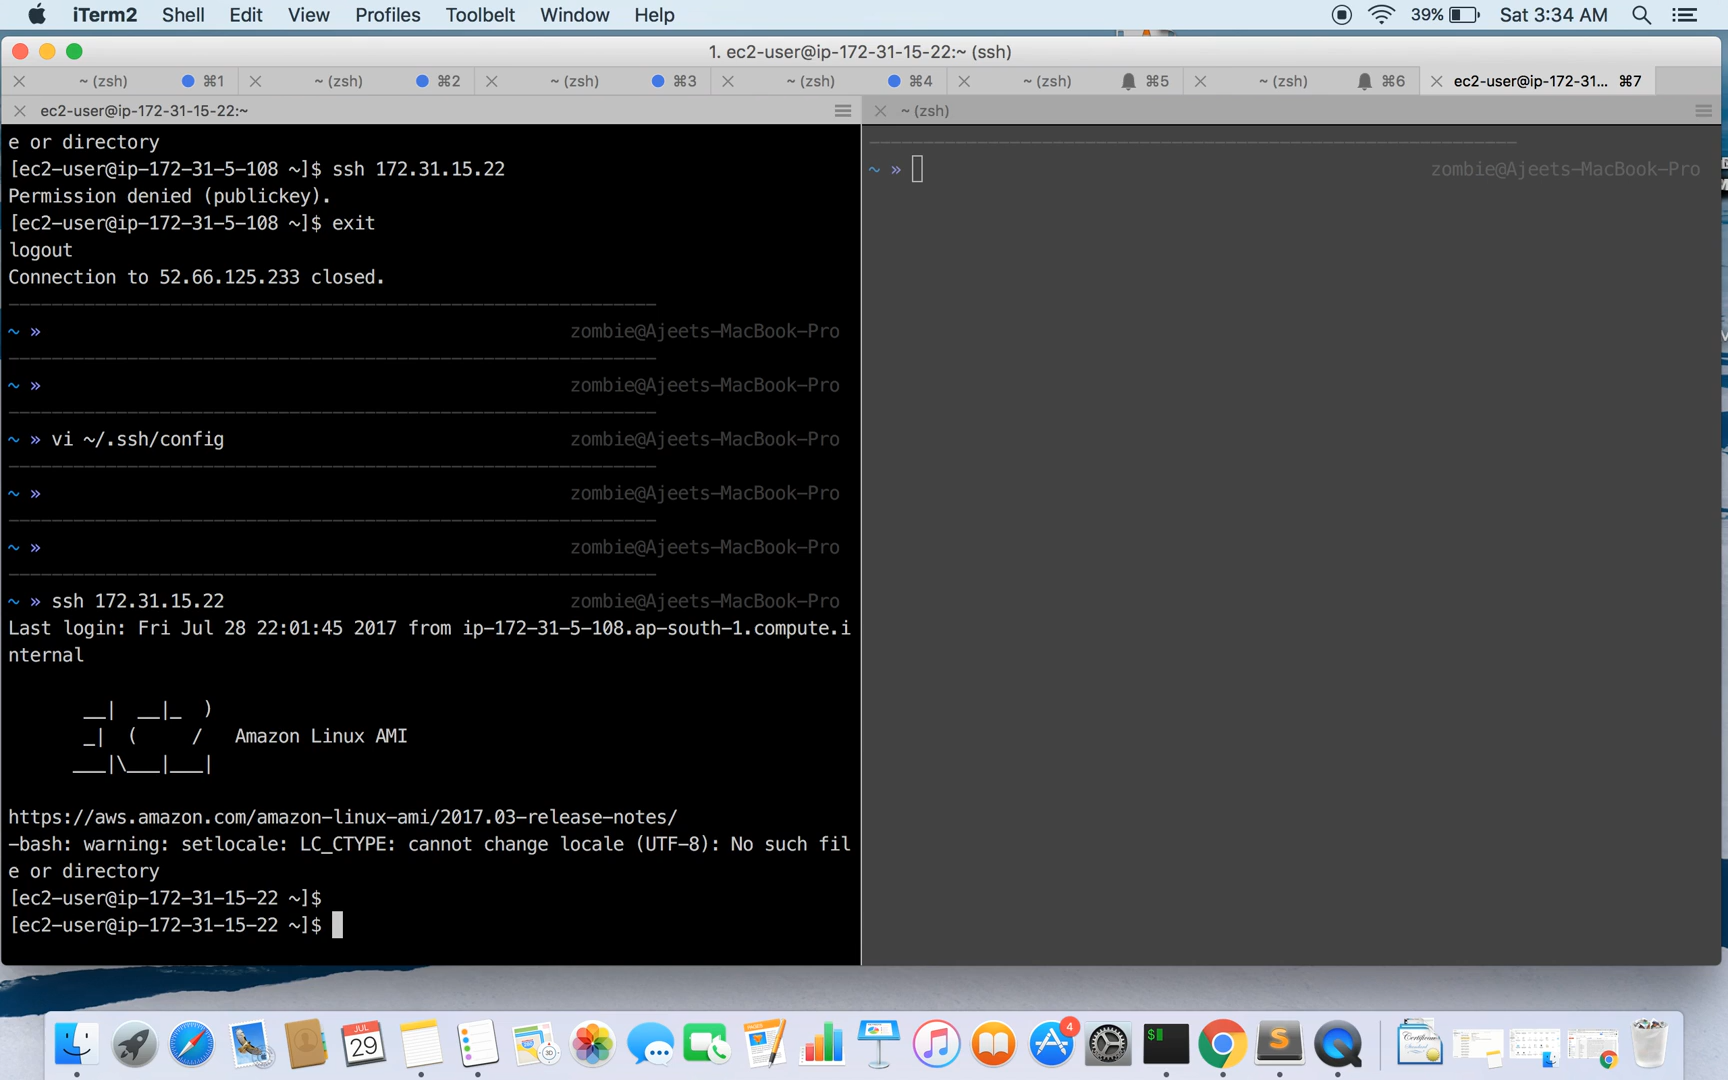 iTerm2 Shell Edit View Profiles Toolbelt Window Help 39% Sat 3:34 AM
1. ec2-user@ip-172-31-15-22:~ (ssh)
~ (zsh) ⌘1 ~ (zsh) ⌘2 ~ (zsh) ⌘3 ~ (zsh) ⌘4 ~ (zsh) ⌘5 ~ (zsh) ⌘6 ec2-user@ip-172-31... ⌘7
ec2-user@ip-172-31-15-22:~
~ (zsh)
e or directory
[ec2-user@ip-172-31-5-108 ~]$ ssh 172.31.15.22
Permission denied (publickey).
[ec2-user@ip-172-31-5-108 ~]$ exit
logout
Connection to 52.66.125.233 closed.
~ » zombie@Ajeets-MacBook-Pro
~ » zombie@Ajeets-MacBook-Pro
~ » vi ~/.ssh/config zombie@Ajeets-MacBook-Pro
~ » zombie@Ajeets-MacBook-Pro
~ » zombie@Ajeets-MacBook-Pro
~ » ssh 172.31.15.22 zombie@Ajeets-MacBook-Pro
Last login: Fri Jul 28 22:01:45 2017 from ip-172-31-5-108.ap-south-1.compute.i
nternal
__| __|_ )
_| ( / Amazon Linux AMI
___|\___|___|
https://aws.amazon.com/amazon-linux-ami/2017.03-release-notes/
-bash: warning: setlocale: LC_CTYPE: cannot change locale (UTF-8): No such fil
e or directory
[ec2-user@ip-172-31-15-22 ~]$
[ec2-user@ip-172-31-15-22 ~]$
~ » zombie@Ajeets-MacBook-Pro
JUL
29
4